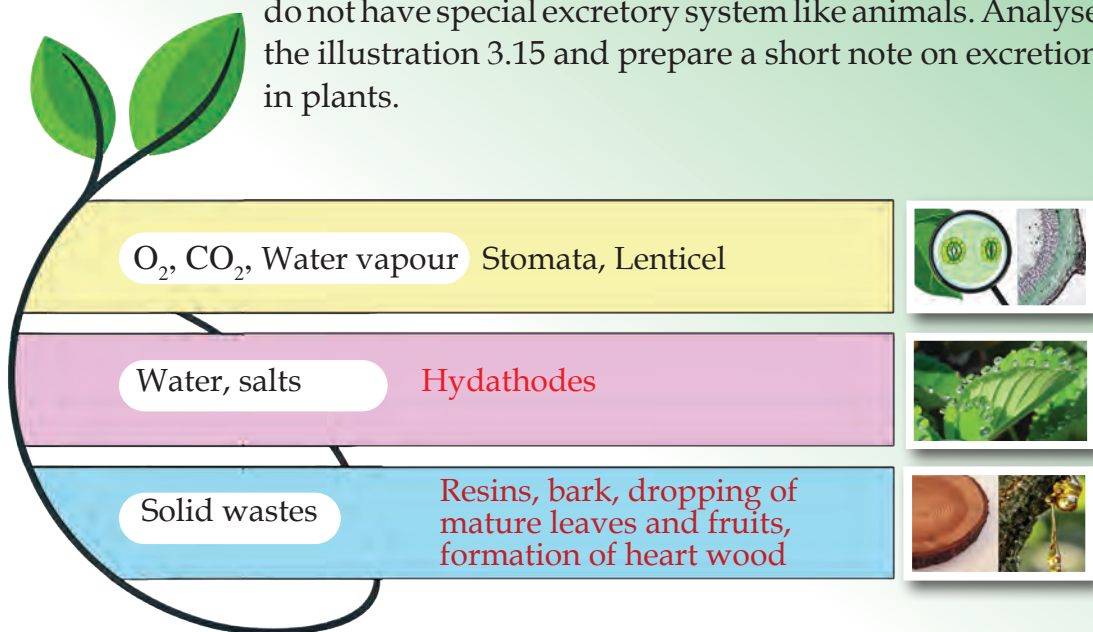 do not have special excretory system like animals. Analyse
the illustration 3.15 and prepare a short note on excretion
in plants.
O₂, CO₂, Water vapour Stomata, Lenticel
Water, salts Hydathodes
Solid wastes
Resins, bark, dropping of
mature leaves and fruits,
formation of heart wood